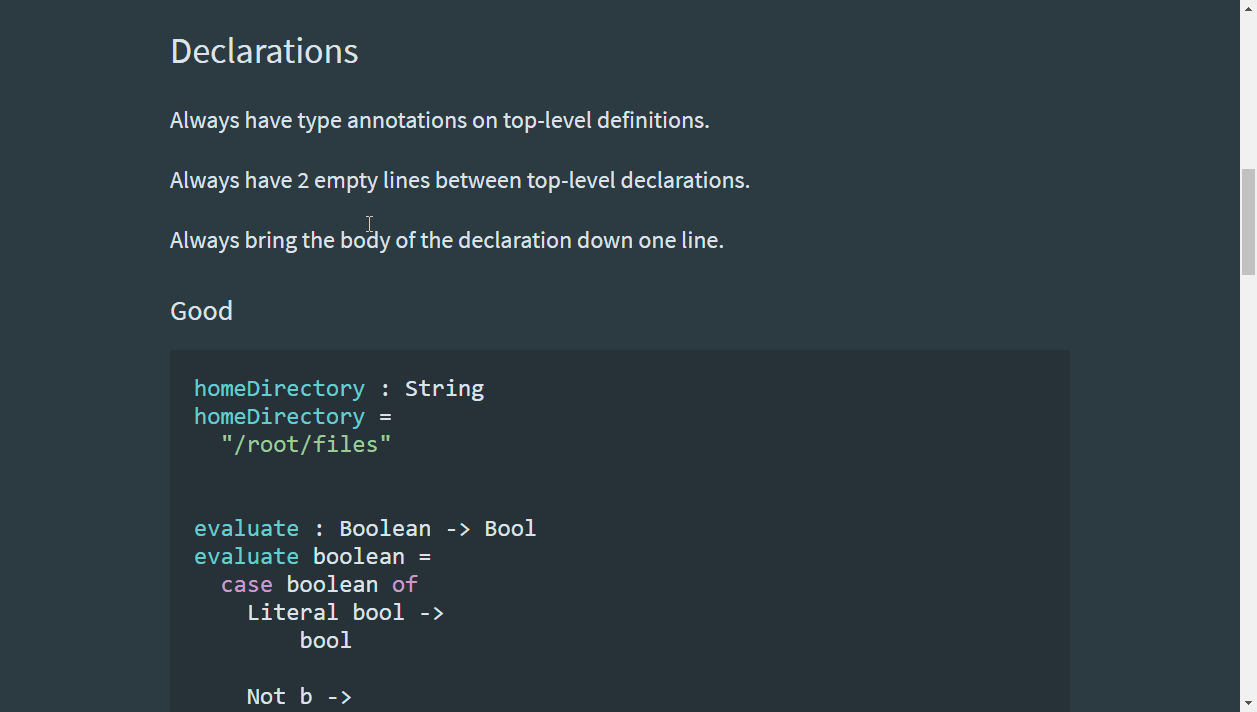 Declarations
Always have type annotations on top-level definitions.
Always have 2 empty lines between top-level declarations.
Always bring the body of the declaration down one line.
Good
homeDirectory : String
homeDirectory =
  "/root/files"
evaluate : Boolean -> Bool
evaluate boolean =
  case boolean of
    Literal bool ->
        bool
    Not b ->